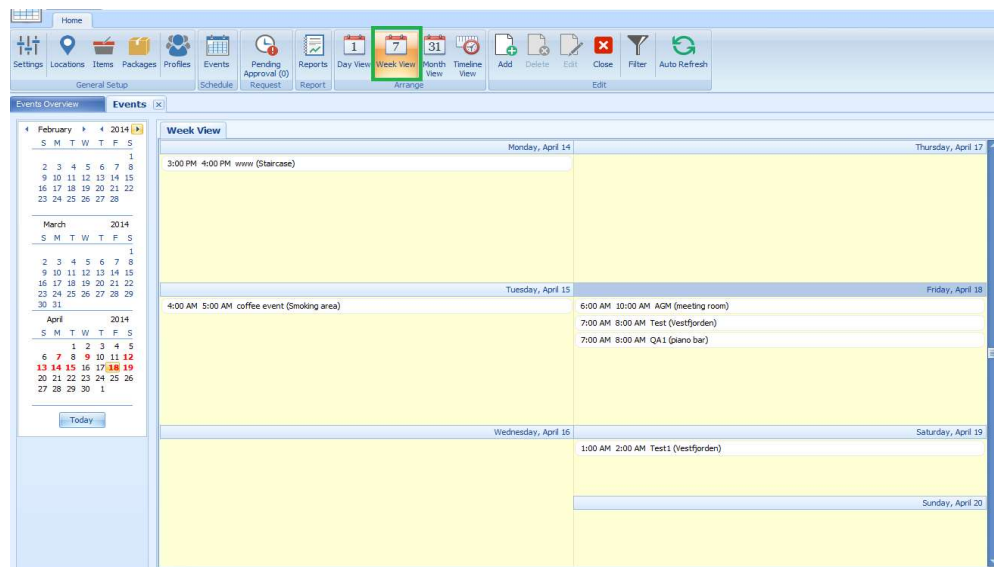 Home
Settings Locations Items Packages Profiles Events Pending Approval (0) Reports Day View Week View Month View Timeline View Add Delete Edit Close Filter Auto Refresh
General Setup Schedule Request Report Arrange Edit
Events Overview Events
February 2014
S M T W T F S
1
2 3 4 5 6 7 8
9 10 11 12 13 14 15
16 17 18 19 20 21 22
23 24 25 26 27 28
March 2014
S M T W T F S
1
2 3 4 5 6 7 8
9 10 11 12 13 14 15
16 17 18 19 20 21 22
23 24 25 26 27 28 29
30 31
April 2014
S M T W T F S
1 2 3 4 5
6 7 8 9 10 11 12
13 14 15 16 17 18 19
20 21 22 23 24 25 26
27 28 29 30 1
Today
Week View
Monday, April 14
3:00 PM 4:00 PM www (Staircase)
Tuesday, April 15
4:00 AM 5:00 AM coffee event (Smoking area)
Wednesday, April 16
Thursday, April 17
Friday, April 18
6:00 AM 10:00 AM AGM (meeting room)
7:00 AM 8:00 AM Test (Vestfjorden)
7:00 AM 8:00 AM QA1 (piano bar)
Saturday, April 19
1:00 AM 2:00 AM Test1 (Vestfjorden)
Sunday, April 20